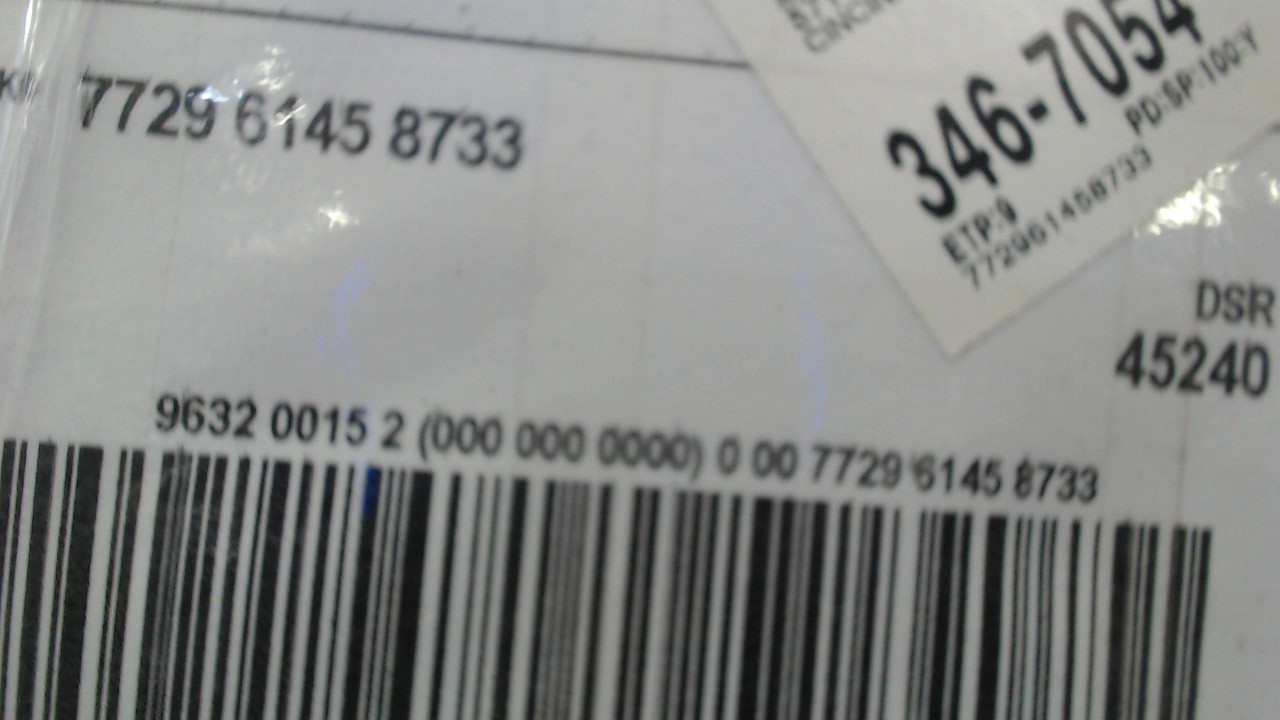 7729 6145 8733
346-7054
PD:SP:100:Y
ETP:9
772961458733
DSR
45240
9632 0015 2 (000 000 0000) 0 00 7729 6145 8733